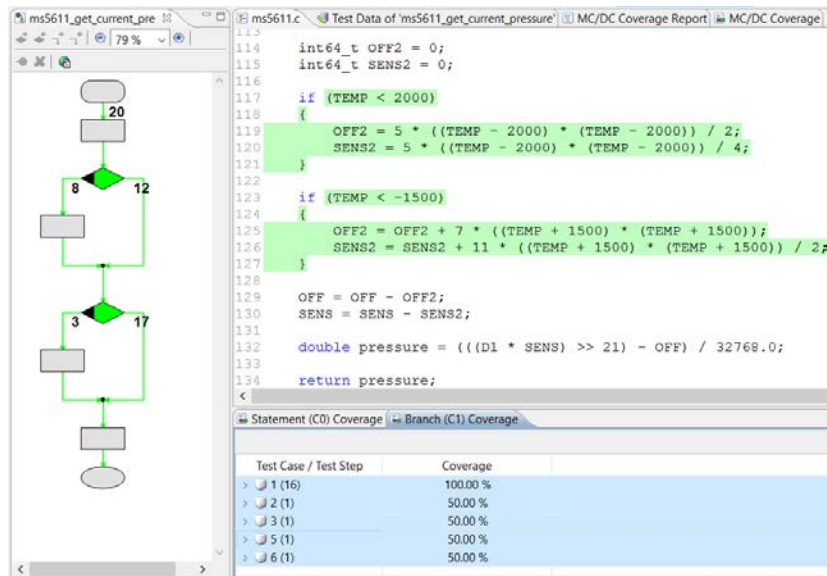 ms5611_get_current_pre
79 %
20
8 12
3 17
ms5611.c Test Data of 'ms5611_get_current_pressure' MC/DC Coverage Report MC/DC Coverage
113
114 int64_t OFF2 = 0;
115 int64_t SENS2 = 0;
116
117 if (TEMP < 2000)
118 {
119 OFF2 = 5 * ((TEMP - 2000) * (TEMP - 2000)) / 2;
120 SENS2 = 5 * ((TEMP - 2000) * (TEMP - 2000)) / 4;
121 }
122
123 if (TEMP < -1500)
124 {
125 OFF2 = OFF2 + 7 * ((TEMP + 1500) * (TEMP + 1500));
126 SENS2 = SENS2 + 11 * ((TEMP + 1500) * (TEMP + 1500)) / 2;
127 }
128
129 OFF = OFF - OFF2;
130 SENS = SENS - SENS2;
131
132 double pressure = (((D1 * SENS) >> 21) - OFF) / 32768.0;
133
134 return pressure;
Statement (C0) Coverage Branch (C1) Coverage
Test Case / Test Step Coverage
1 (16) 100.00 %
2 (1) 50.00 %
3 (1) 50.00 %
5 (1) 50.00 %
6 (1) 50.00 %